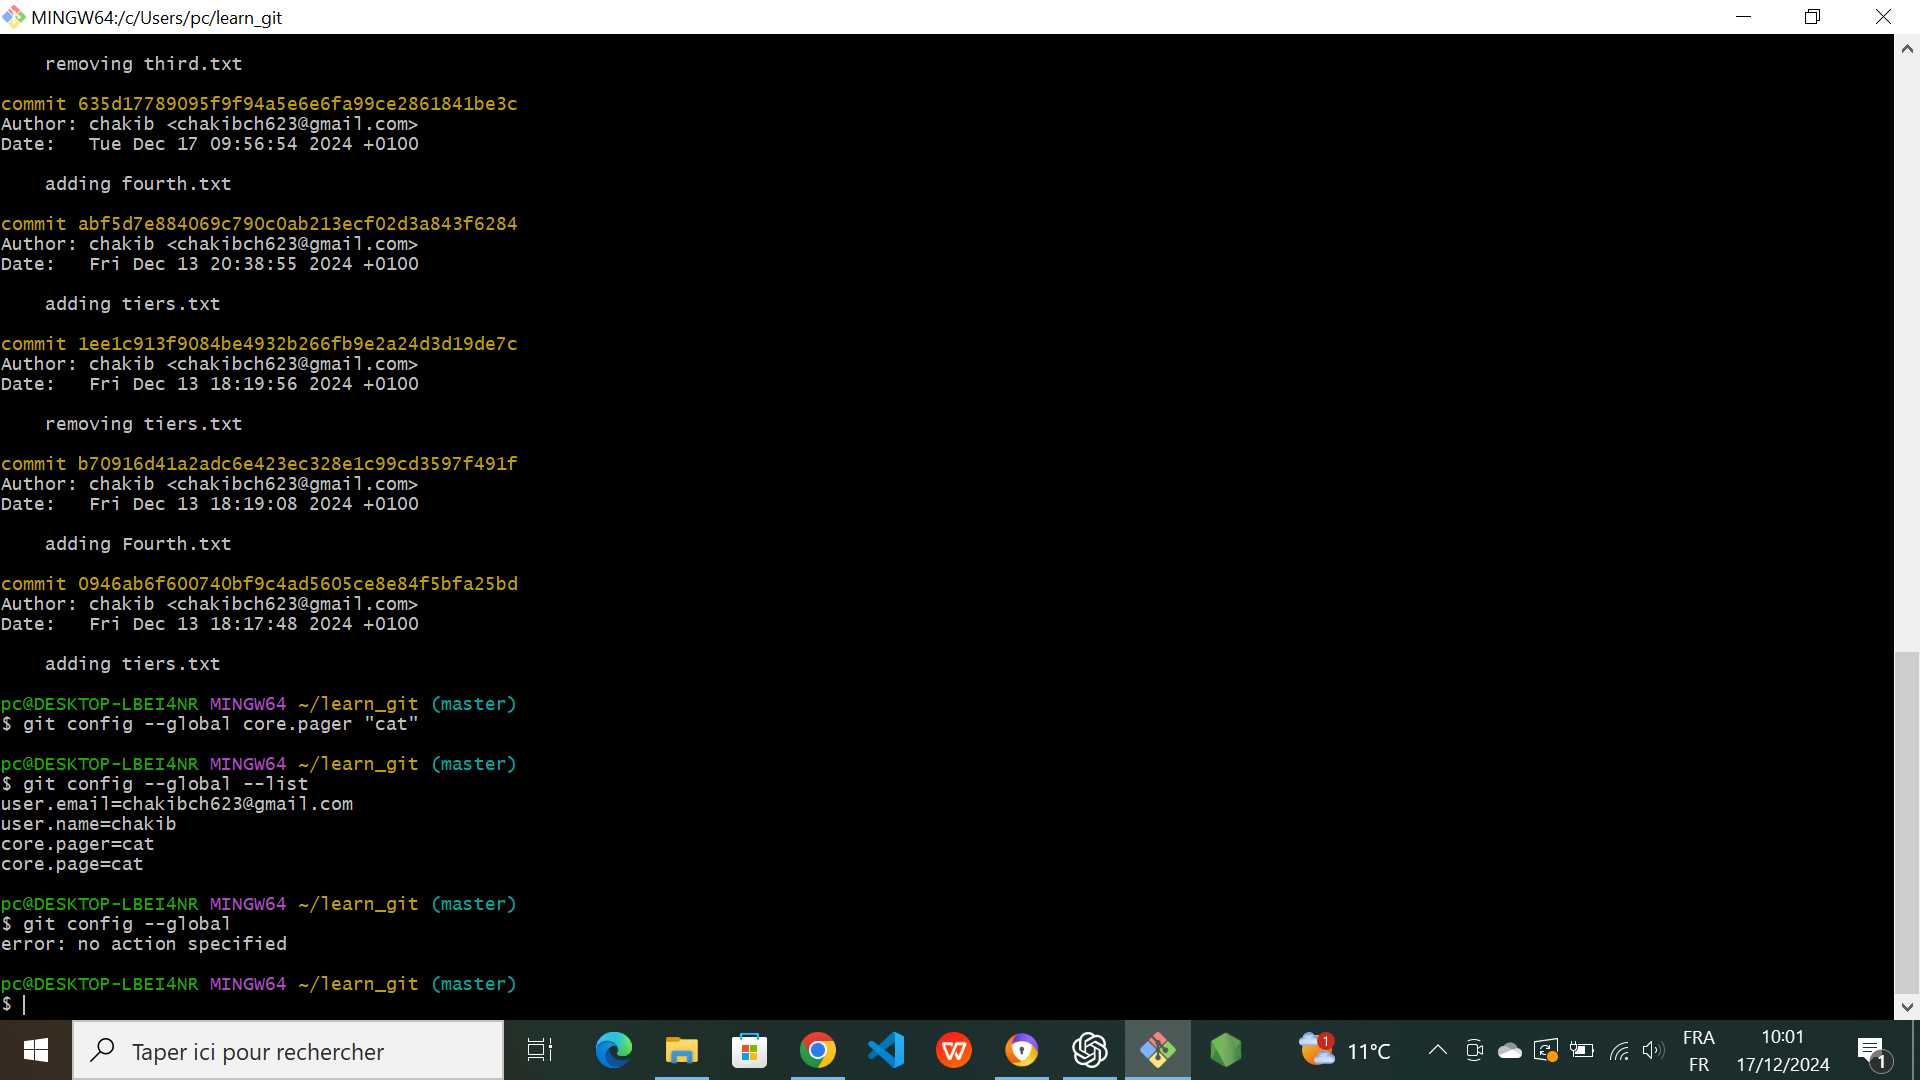 MINGW64:/c/Users/pc/learn_git
removing third.txt
commit 635d17789095f9f94a5e6e6fa99ce2861841be3c
Author: chakib <chakibch623@gmail.com>
Date:   Tue Dec 17 09:56:54 2024 +0100
adding fourth.txt
commit abf5d7e884069c790c0ab213ecf02d3a843f6284
Author: chakib <chakibch623@gmail.com>
Date:   Fri Dec 13 20:38:55 2024 +0100
adding tiers.txt
commit 1ee1c913f9084be4932b266fb9e2a24d3d19de7c
Author: chakib <chakibch623@gmail.com>
Date:   Fri Dec 13 18:19:56 2024 +0100
removing tiers.txt
commit b70916d41a2adc6e423ec328e1c99cd3597f491f
Author: chakib <chakibch623@gmail.com>
Date:   Fri Dec 13 18:19:08 2024 +0100
adding Fourth.txt
commit 0946ab6f600740bf9c4ad5605ce8e84f5bfa25bd
Author: chakib <chakibch623@gmail.com>
Date:   Fri Dec 13 18:17:48 2024 +0100
adding tiers.txt
pc@DESKTOP-LBEI4NR MINGW64 ~/learn_git (master)
$ git config --global core.pager "cat"
pc@DESKTOP-LBEI4NR MINGW64 ~/learn_git (master)
$ git config --global --list
user.email=chakibch623@gmail.com
user.name=chakib
core.pager=cat
core.page=cat
pc@DESKTOP-LBEI4NR MINGW64 ~/learn_git (master)
$ git config --global
error: no action specified
pc@DESKTOP-LBEI4NR MINGW64 ~/learn_git (master)
$
Taper ici pour rechercher
W
1
11°C
FRA
FR
10:01
17/12/2024
1